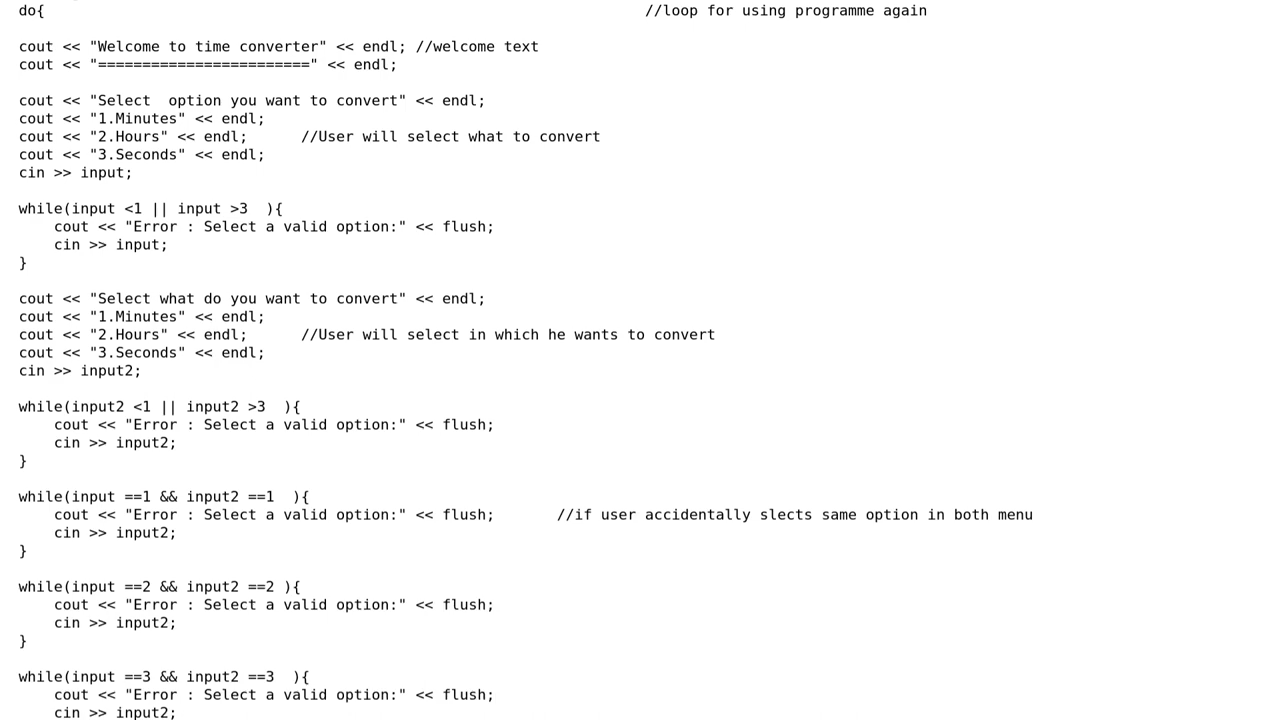 do{ //loop for using programme again
cout << "Welcome to time converter" << endl; //welcome text
cout << "========================" << endl;
cout << "Select  option you want to convert" << endl;
cout << "1.Minutes" << endl;
cout << "2.Hours" << endl;      //User will select what to convert
cout << "3.Seconds" << endl;
cin >> input;
while(input <1 || input >3  ){
    cout << "Error : Select a valid option:" << flush;
    cin >> input;
}
cout << "Select what do you want to convert" << endl;
cout << "1.Minutes" << endl;
cout << "2.Hours" << endl;      //User will select in which he wants to convert
cout << "3.Seconds" << endl;
cin >> input2;
while(input2 <1 || input2 >3  ){
    cout << "Error : Select a valid option:" << flush;
    cin >> input2;
}
while(input ==1 && input2 ==1  ){
    cout << "Error : Select a valid option:" << flush;       //if user accidentally slects same option in both menu
    cin >> input2;
}
while(input ==2 && input2 ==2 ){
    cout << "Error : Select a valid option:" << flush;
    cin >> input2;
}
while(input ==3 && input2 ==3  ){
    cout << "Error : Select a valid option:" << flush;
    cin >> input2;